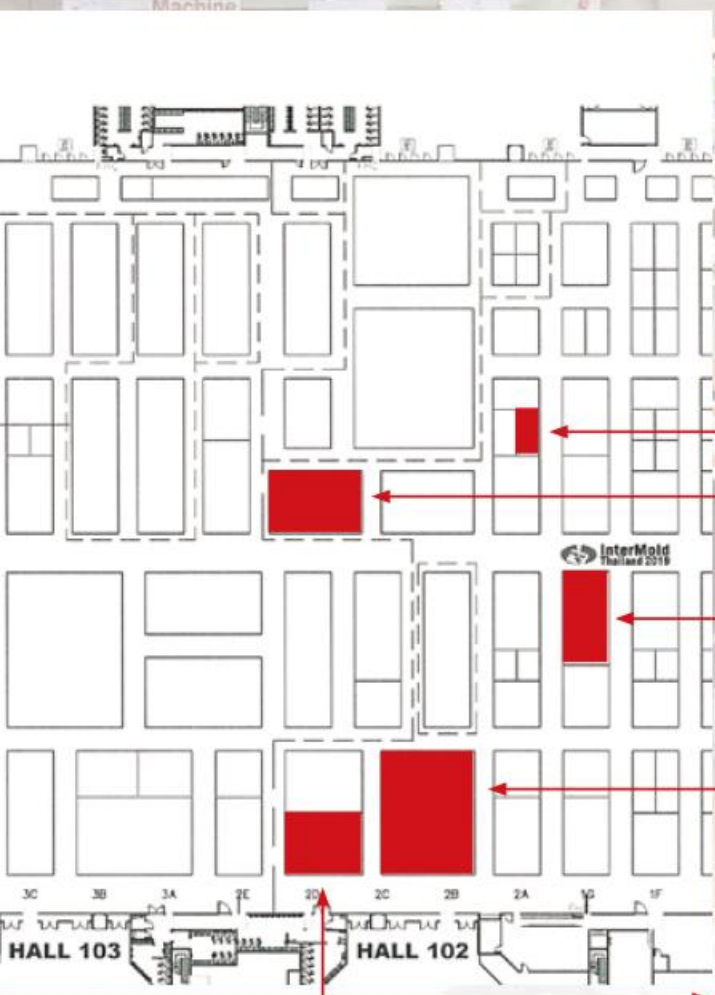 Machine
InterMold
Thailand 2019
3C 3B 3A 2E 2D 2C 2B 2A 1G 1F
HALL 103 HALL 102